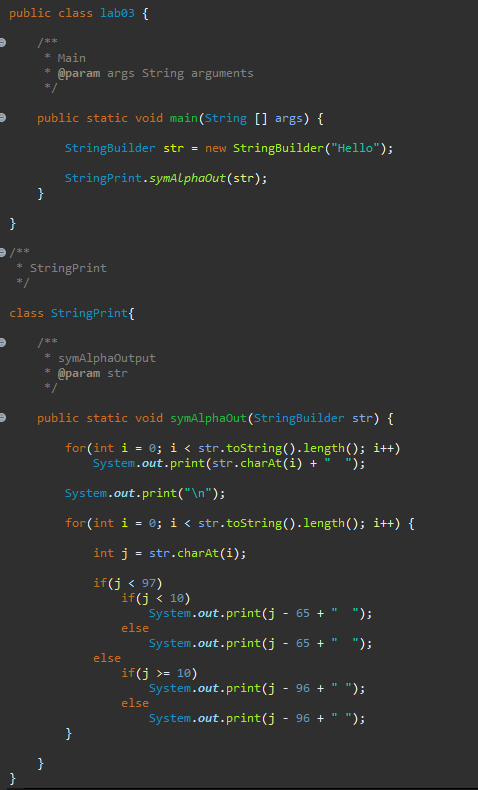 public class lab03 {
/**
* Main
* @param args String arguments
*/
public static void main(String [] args) {
StringBuilder str = new StringBuilder("Hello");
StringPrint.symAlphaOut(str);
}
}
/**
* StringPrint
*/
class StringPrint{
/**
* symAlphaOutput
* @param str
*/
public static void symAlphaOut(StringBuilder str) {
for(int i = 0; i < str.toString().length(); i++)
System.out.print(str.charAt(i) + "  ");
System.out.print("\n");
for(int i = 0; i < str.toString().length(); i++) {
int j = str.charAt(i);
if(j < 97)
if(j < 10)
System.out.print(j - 65 + "  ");
else
System.out.print(j - 65 + "  ");
else
if(j >= 10)
System.out.print(j - 96 + " ");
else
System.out.print(j - 96 + " ");
}
}
}